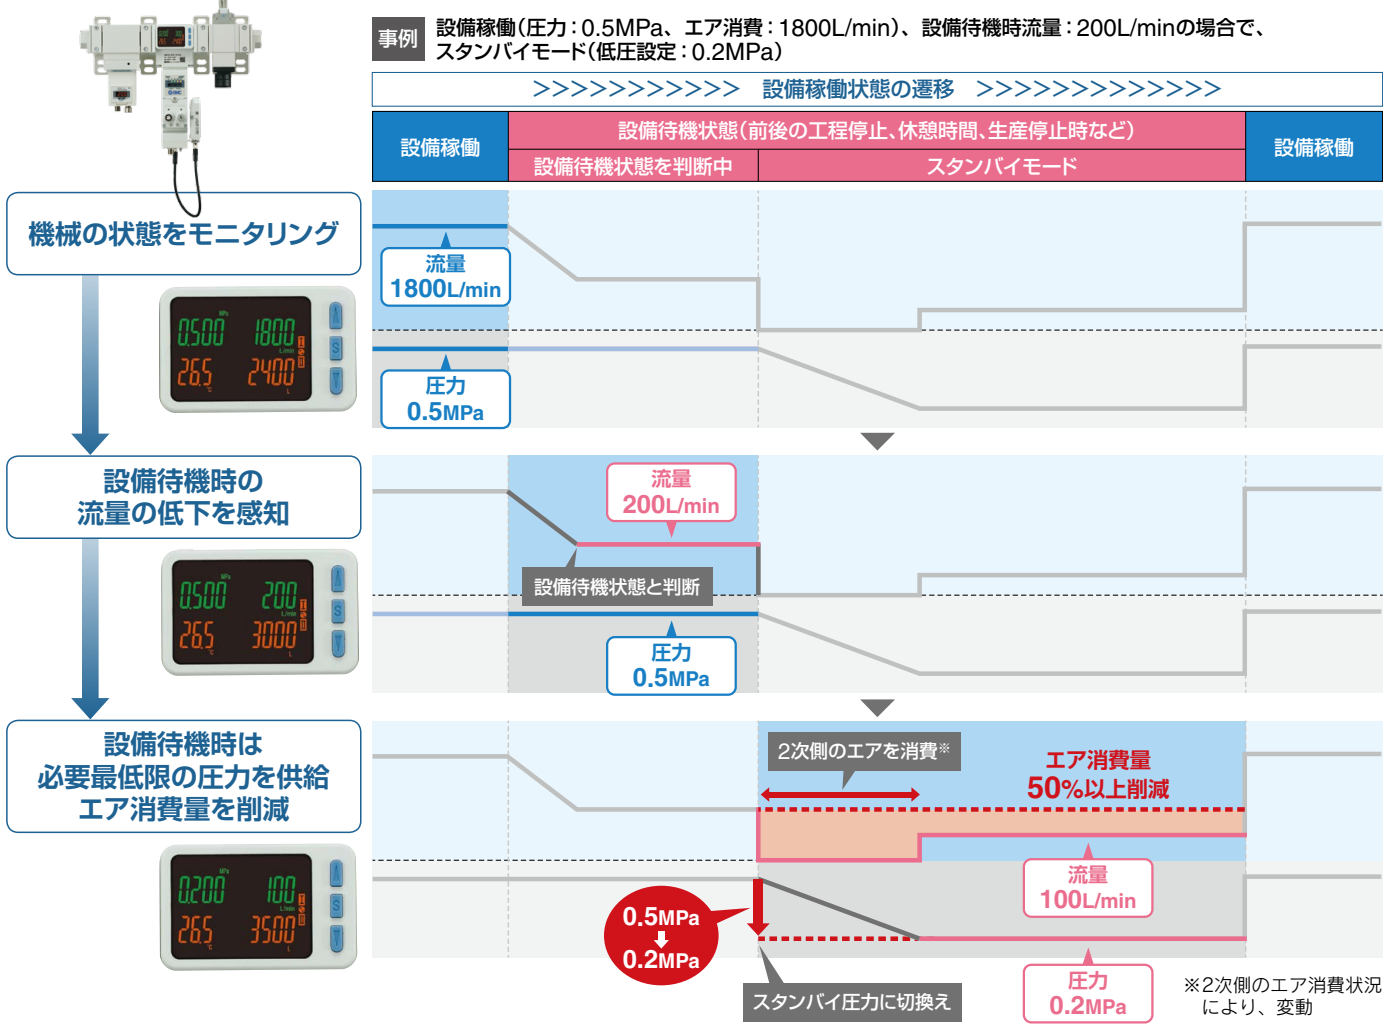 事例
設備稼働(圧力:0.5MPa、エア消費:1800L/min)、設備待機時流量:200L/minの場合で、
スタンバイモード(低圧設定:0.2MPa)
>>>>>>>>>>> 設備稼働状態の遷移 >>>>>>>>>>>>>
設備稼働
設備待機状態(前後の工程停止、休憩時間、生産停止時など)
設備待機状態を判断中
スタンバイモード
設備稼働
機械の状態をモニタリング
流量
1800L/min
圧力
0.5MPa
MPa
0.500 1800
L/min
26.5 2400
℃ L
S
設備待機時の
流量の低下を感知
流量
200L/min
設備待機状態と判断
圧力
0.5MPa
MPa
0.500 200
L/min
26.5 3000
℃ L
S
設備待機時は
必要最低限の圧力を供給
エア消費量を削減
2次側のエアを消費※
エア消費量
50%以上削減
流量
100L/min
0.5MPa
0.2MPa
スタンバイ圧力に切換え
圧力
0.2MPa
MPa
0.200 100
L/min
26.5 3500
℃ L
S
※2次側のエア消費状況
により、変動